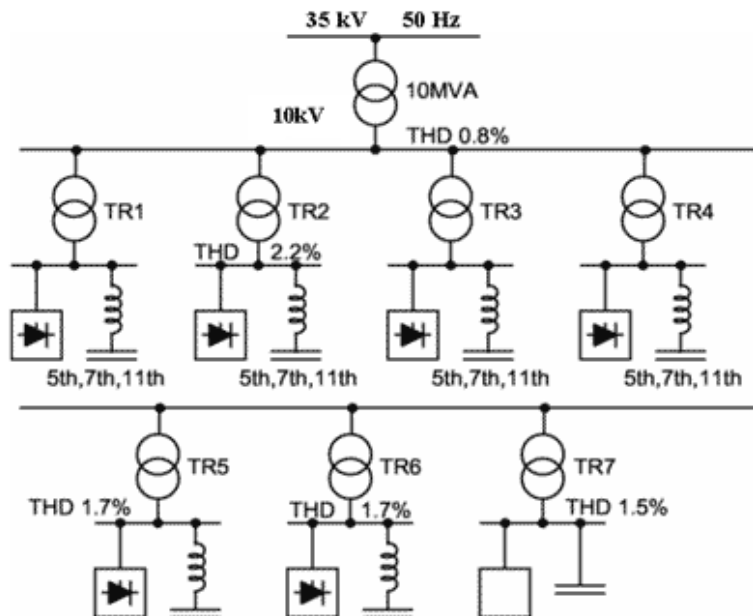 35 kV 50 Hz
10MVA
10kV
THD 0.8%
TR1 TR2 TR3 TR4
THD 2.2%
5th,7th,11th 5th,7th,11th 5th,7th,11th 5th,7th,11th
TR5 TR6 TR7
THD 1.7% THD 1.7% THD 1.5%